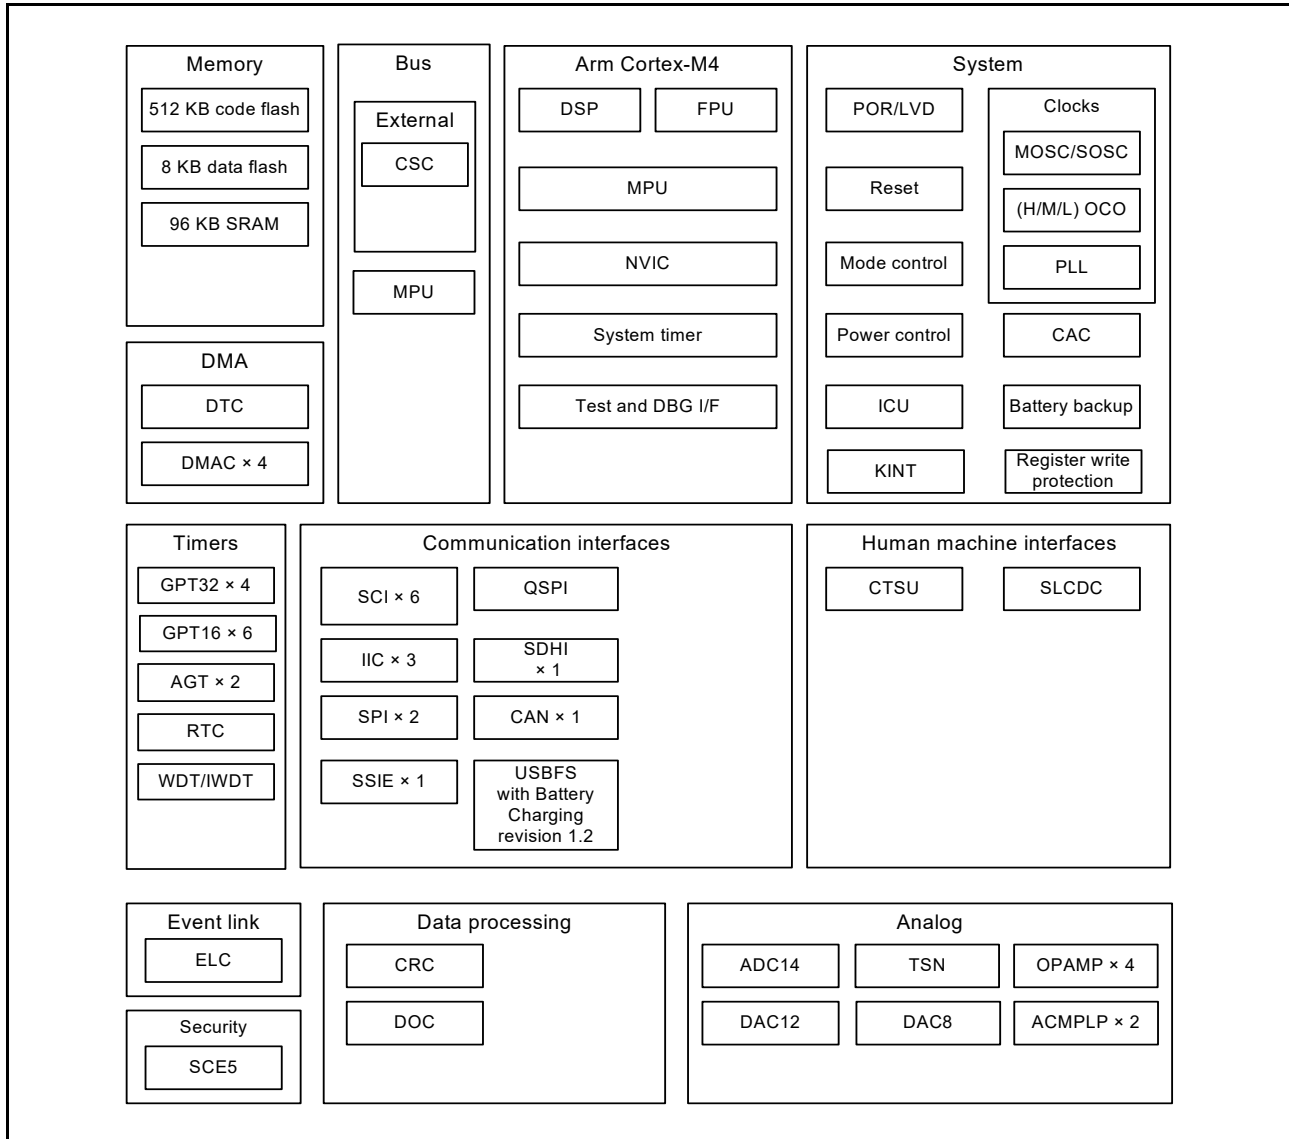 Memory
512 KB code flash
8 KB data flash
96 KB SRAM
DMA
DTC
DMAC × 4
Bus
External
CSC
MPU
Arm Cortex-M4
DSP
FPU
MPU
NVIC
System timer
Test and DBG I/F
System
POR/LVD
Reset
Mode control
Power control
ICU
KINT
Clocks
MOSC/SOSC
(H/M/L) OCO
PLL
CAC
Battery backup
Register write
protection
Timers
GPT32 × 4
GPT16 × 6
AGT × 2
RTC
WDT/IWDT
Communication interfaces
SCI × 6
IIC × 3
SPI × 2
SSIE × 1
QSPI
SDHI
× 1
CAN × 1
USBFS
with Battery
Charging
revision 1.2
Human machine interfaces
CTSU
SLCDC
Event link
ELC
Security
SCE5
Data processing
CRC
DOC
Analog
ADC14
TSN
OPAMP × 4
DAC12
DAC8
ACMPLP × 2